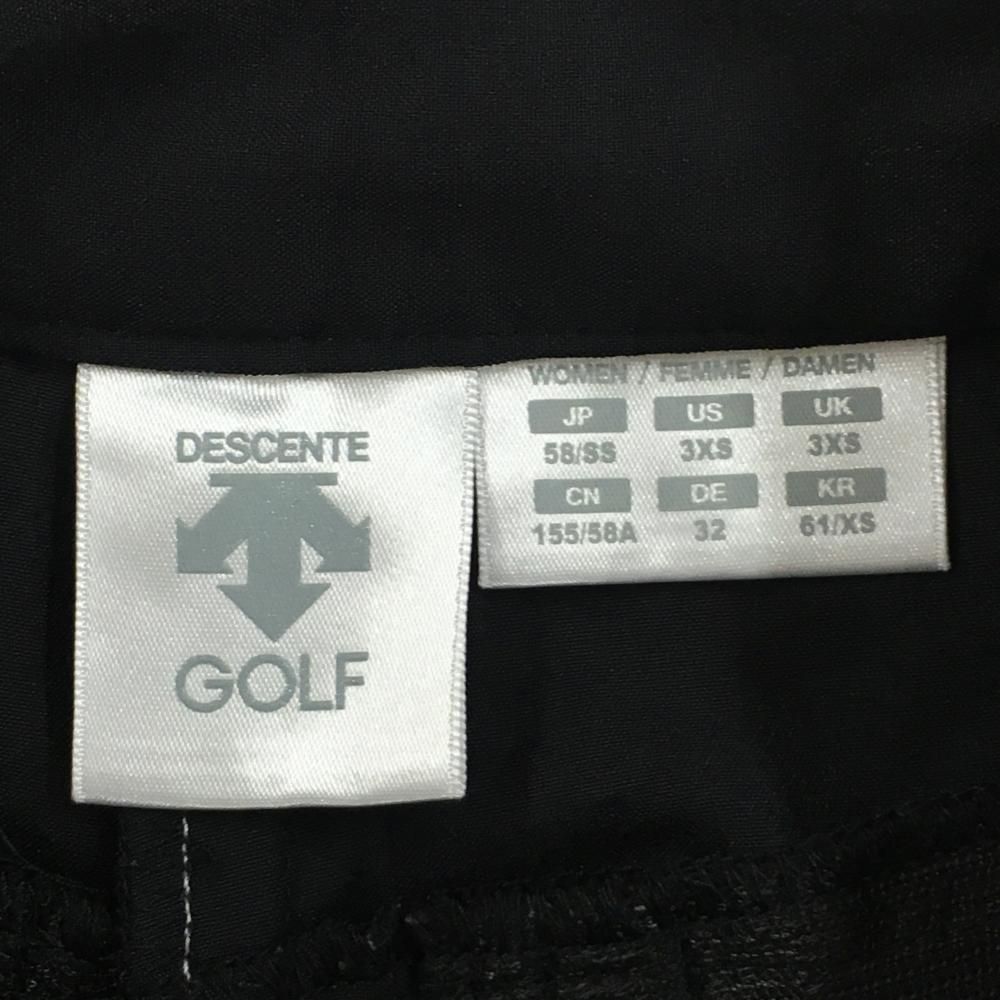 DESCENTE
GOLF
WOMEN / FEMME / DAMEN
JP US UK
58/SS 3XS 3XS
CN DE KR
155/58A 32 61/XS